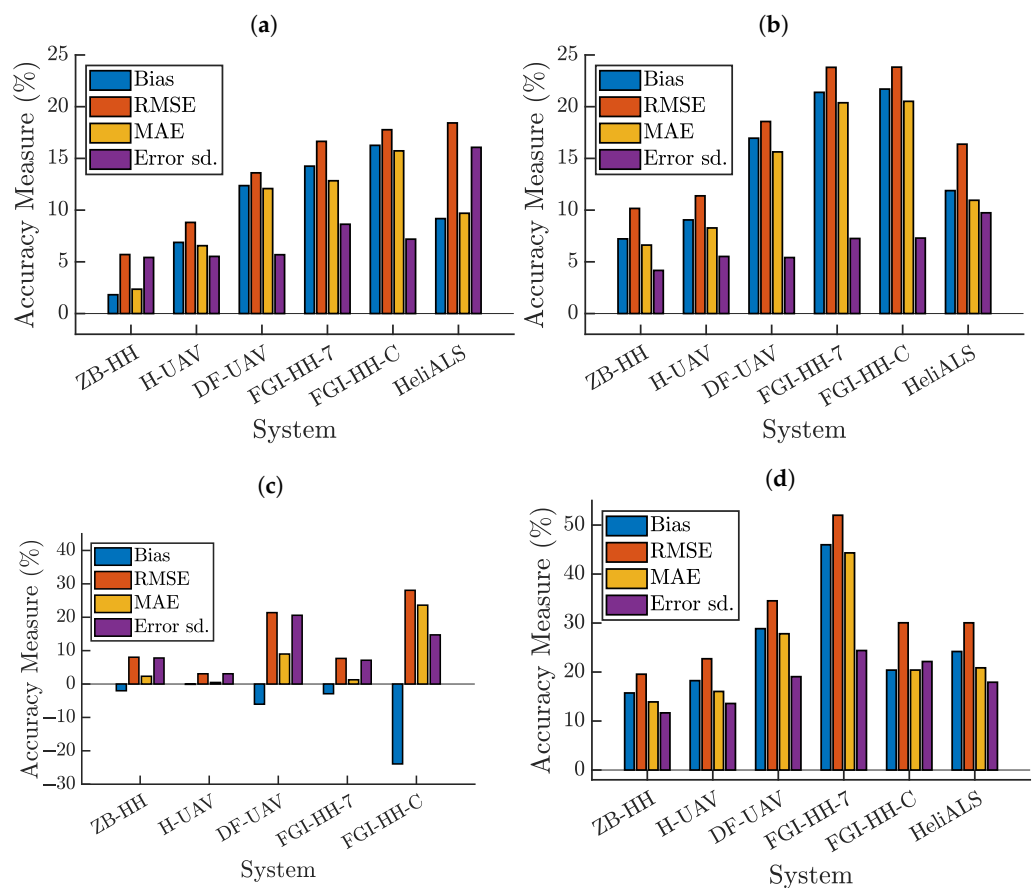 (a)
25
20
15
10
5
0
Accuracy Measure (%)
Bias
RMSE
MAE
Error sd.
ZB-HH
H-UAV
DF-UAV
FGI-HH-7
FGI-HH-C
HeliALS
System
(b)
25
20
15
10
5
0
Accuracy Measure (%)
Bias
RMSE
MAE
Error sd.
ZB-HH
H-UAV
DF-UAV
FGI-HH-7
FGI-HH-C
HeliALS
System
(c)
40
30
20
10
0
−10
−20
−30
Accuracy Measure (%)
Bias
RMSE
MAE
Error sd.
ZB-HH
H-UAV
DF-UAV
FGI-HH-7
FGI-HH-C
System
(d)
50
40
30
20
10
0
Accuracy Measure (%)
Bias
RMSE
MAE
Error sd.
ZB-HH
H-UAV
DF-UAV
FGI-HH-7
FGI-HH-C
HeliALS
System